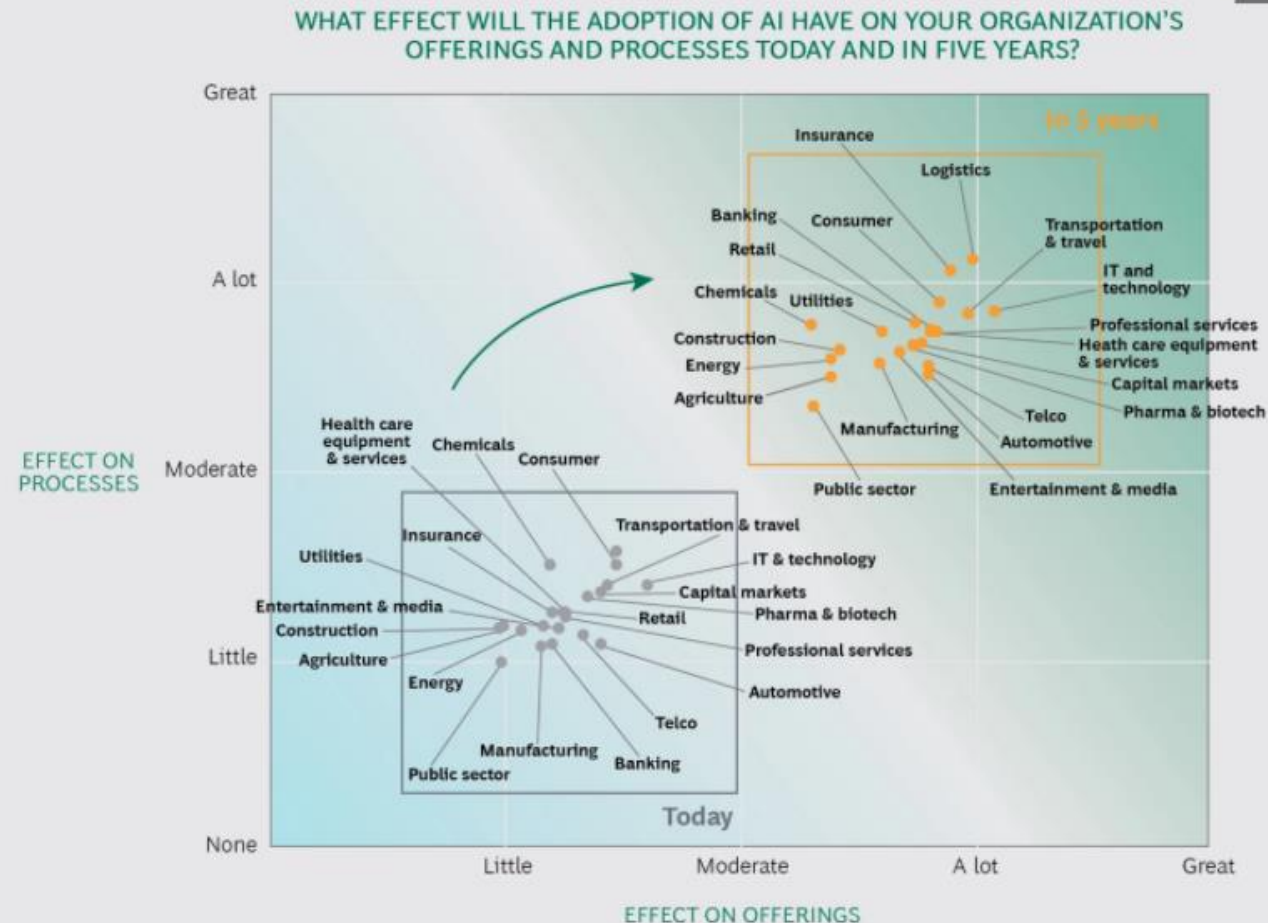 WHAT EFFECT WILL THE ADOPTION OF AI HAVE ON YOUR ORGANIZATION'S
OFFERINGS AND PROCESSES TODAY AND IN FIVE YEARS?
Great
In 5 years
Insurance
Logistics
Banking
Consumer
Transportation
& travel
Retail
IT and
technology
A lot
Chemicals
Utilities
Professional services
Construction
Heath care equipment
& services
Energy
Capital markets
Agriculture
Pharma & biotech
Telco
Manufacturing
Automotive
Public sector
Entertainment & media
Health care
equipment
& services
Chemicals
Consumer
EFFECT ON
PROCESSES
Moderate
Transportation & travel
Insurance
Utilities
IT & technology
Capital markets
Entertainment & media
Pharma & biotech
Retail
Construction
Professional services
Little
Agriculture
Energy
Automotive
Telco
Manufacturing
Banking
Public sector
Today
None
Little
Moderate
A lot
Great
EFFECT ON OFFERINGS